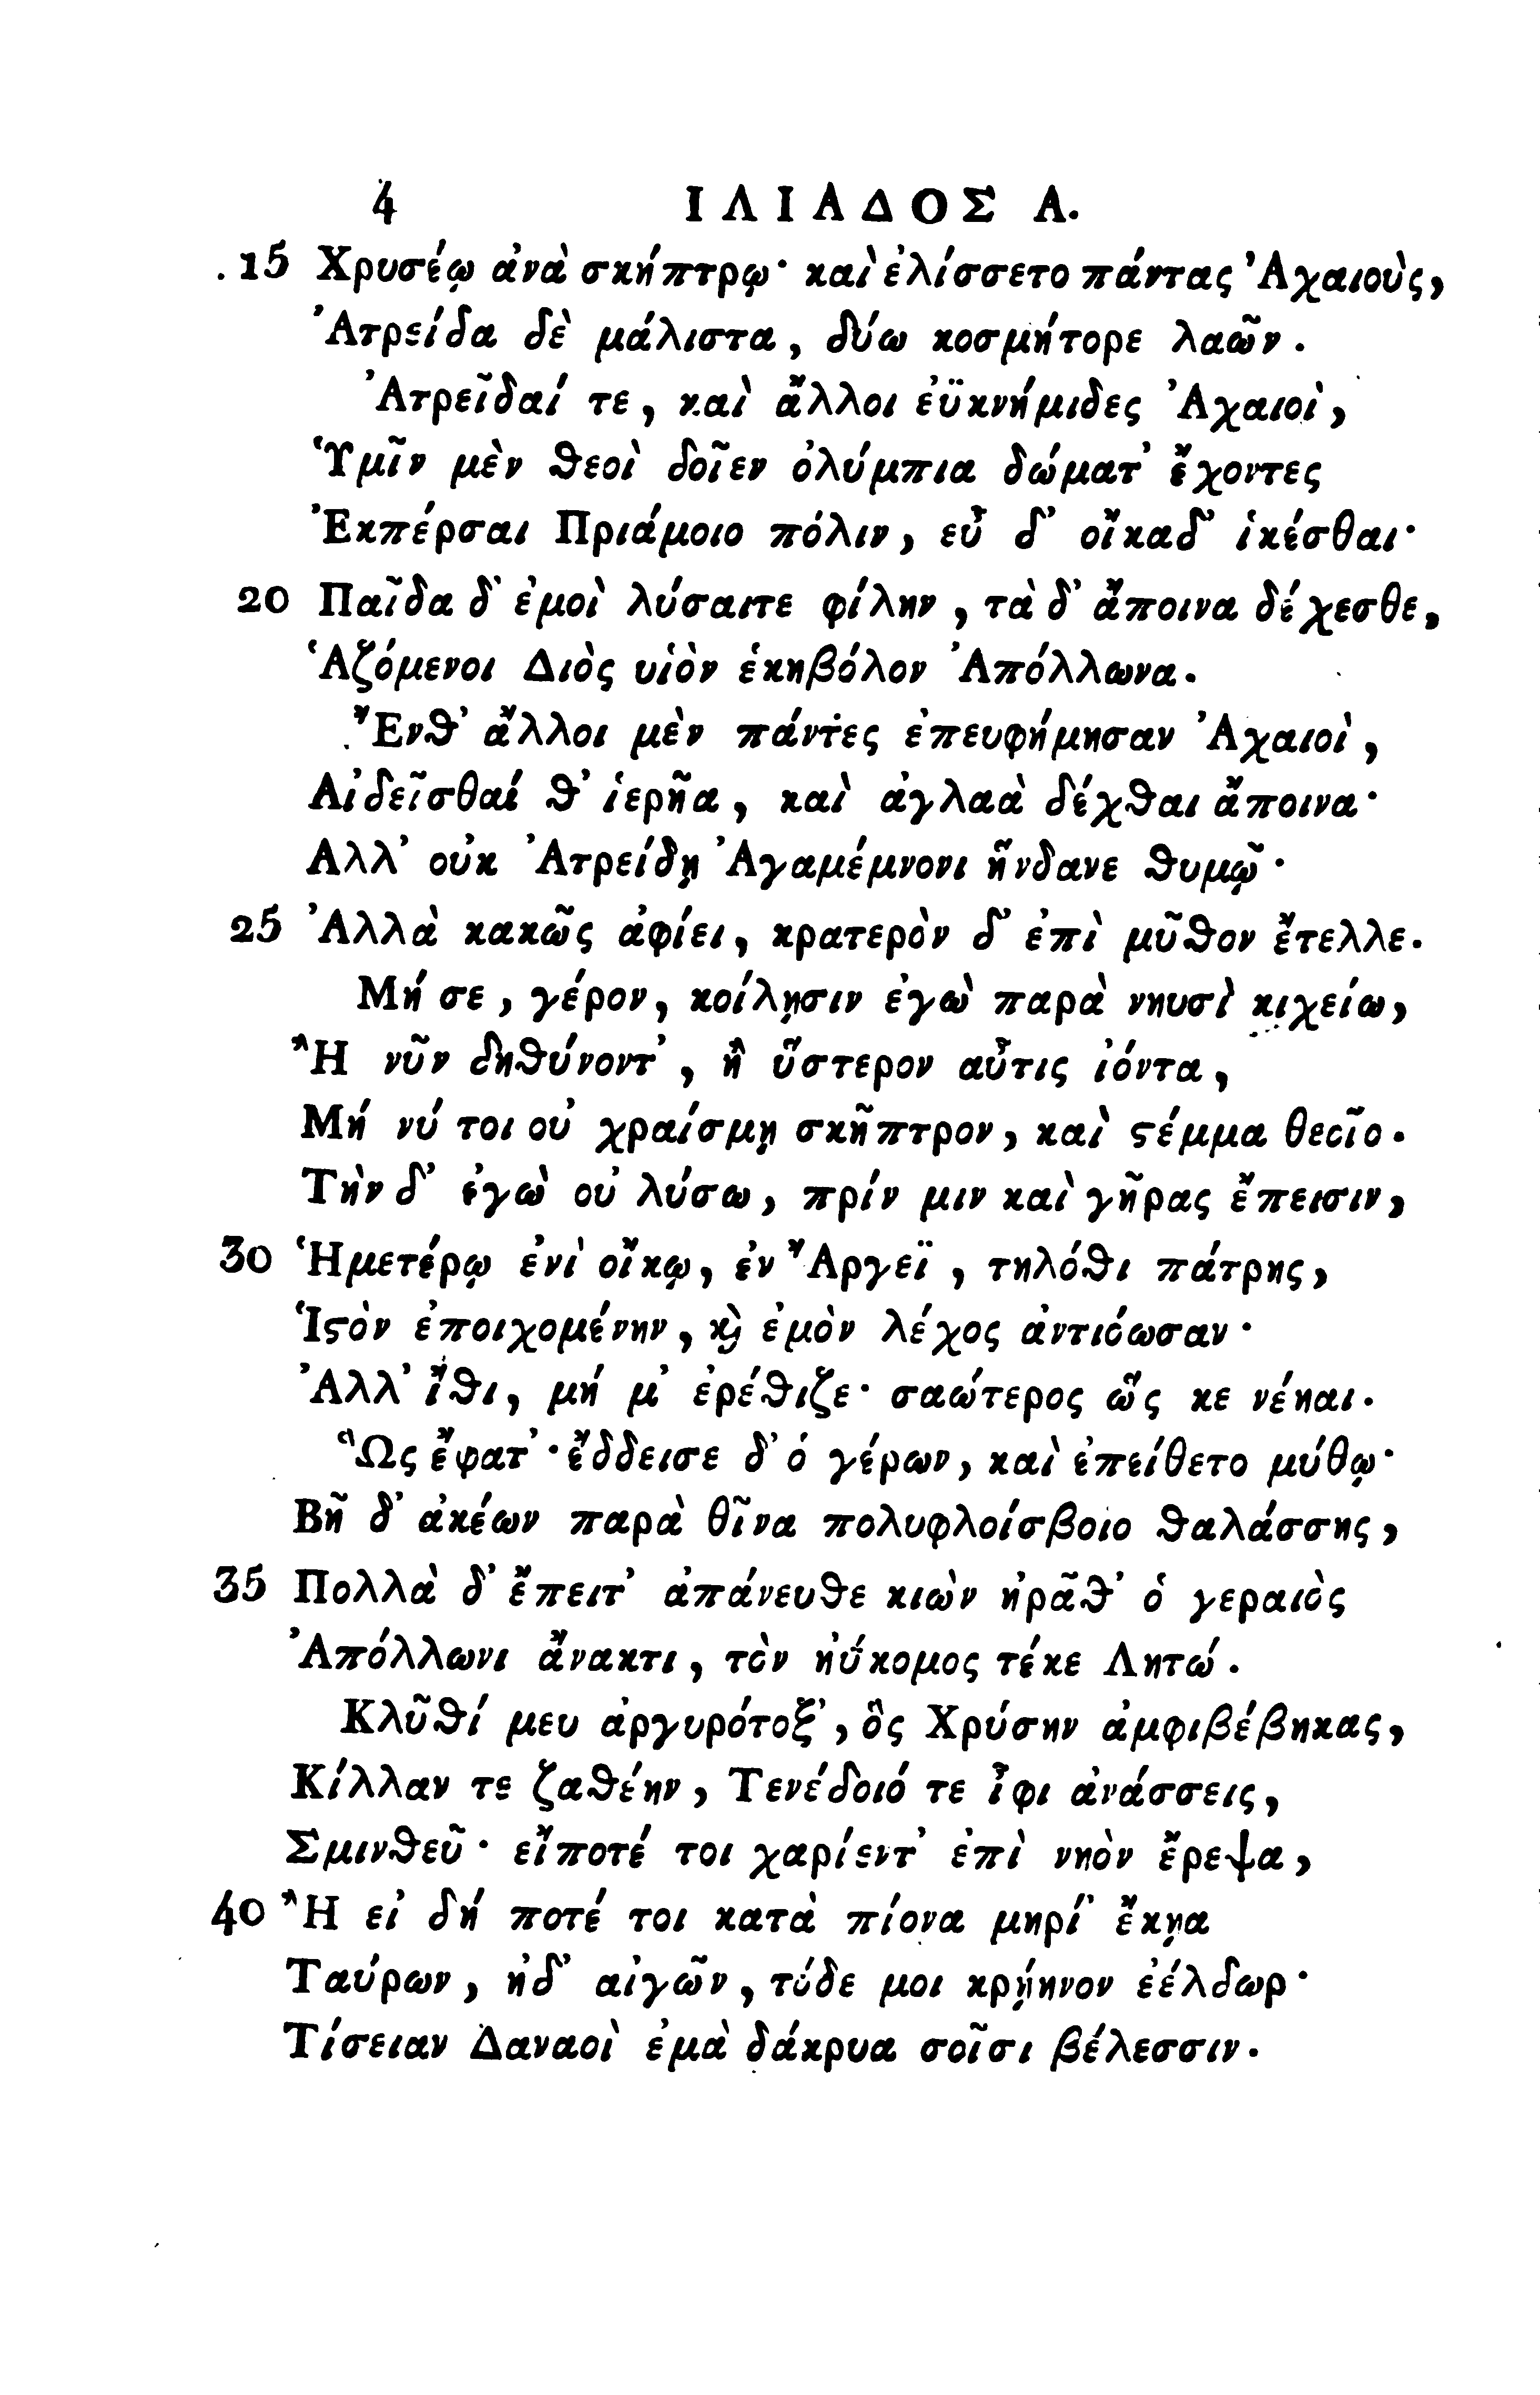 4 ΙΛΙΑΔΟΣ Α.
15 Χρυσέῳ ἀνὰ σκήπτρῳ· καὶ ἐλίσσετο πάντας Ἀχαιοὺς,
Ἀτρείδα δὲ μάλιστα, δύω κοσμήτορε λαῶν.
Ἀτρεῖδαί τε, καὶ ἄλλοι ἐϋκνήμιδες Ἀχαιοὶ,
Ὑμῖν μὲν θεοὶ δοῖεν ὀλύμπια δώματ' ἔχοντες
Ἐκπέρσαι Πριάμοιο πόλιν, εὖ δ' οἴκαδ' ἱκέσθαι·
20 Παῖδα δ' ἐμοὶ λύσαιτε φίλην, τὰ δ' ἄποινα δέχεσθε,
Ἁζόμενοι Διὸς υἱὸν ἑκηβόλον Ἀπόλλωνα.
Ἔνθ' ἄλλοι μὲν πάντες ἐπευφήμησαν Ἀχαιοὶ,
Αἰδεῖσθαί θ' ἱερῆα, καὶ ἀγλαὰ δέχθαι ἄποινα·
Αλλ' οὐκ Ἀτρείδῃ Ἀγαμέμνονι ἥνδανε θυμῷ·
25 Ἀλλὰ κακῶς ἀφίει, κρατερὸν δ' ἐπὶ μῦθον ἔτελλε.
Μή σε, γέρον, κοίλῃσιν ἐγὼ παρὰ νηυσὶ κιχείω,
Ἢ νῦν δηθύνοντ', ἢ ὕστερον αὖτις ἰόντα,
Μή νύ τοι οὐ χραίσμῃ σκῆπτρον, καὶ ϛέμμα θεοῖο.
Τὴν δ' ἐγὼ οὐ λύσω, πρίν μιν καὶ γῆρας ἔπεισιν,
30 Ἡμετέρῳ ἐνὶ οἴκῳ, ἐν Ἄργεϊ, τηλόθι πάτρης,
Ἱϛὸν ἐποιχομένην, ϗ̀ ἐμὸν λέχος ἀντιόωσαν·
Ἀλλ' ἴθι, μή μ' ἐρέθιζε· σαώτερος ὥς κε νέηαι.
Ὣς ἔφατ'· ἔδδεισε δ' ὁ γέρων, καὶ ἐπείθετο μύθῳ·
Βῆ δ' ἀκέων παρὰ θῖνα πολυφλοίσβοιο θαλάσσης,
35 Πολλὰ δ' ἔπειτ' ἀπάνευθε κιὼν ἠρᾶθ' ὁ γεραιὸς
Ἀπόλλωνι ἄνακτι, τὸν ἠΰκομος τέκε Λητώ.
Κλῦθί μευ ἀργυρότοξ', ὃς Χρύσην ἀμφιβέβηκας,
Κίλλαν τε ζαθέην, Τενέδοιό τε ἶφι ἀνάσσεις,
Σμινθεῦ· εἴποτέ τοι χαρίεντ' ἐπὶ νηὸν ἔρεψα,
40 Ἢ εἰ δή ποτέ τοι κατὰ πίονα μηρί' ἔκῃα
Ταύρων, ἠδ' αἰγῶν, τόδε μοι κρῄηνον ἐέλδωρ·
Τίσειαν Δαναοὶ ἐμὰ δάκρυα σοῖσι βέλεσσιν.